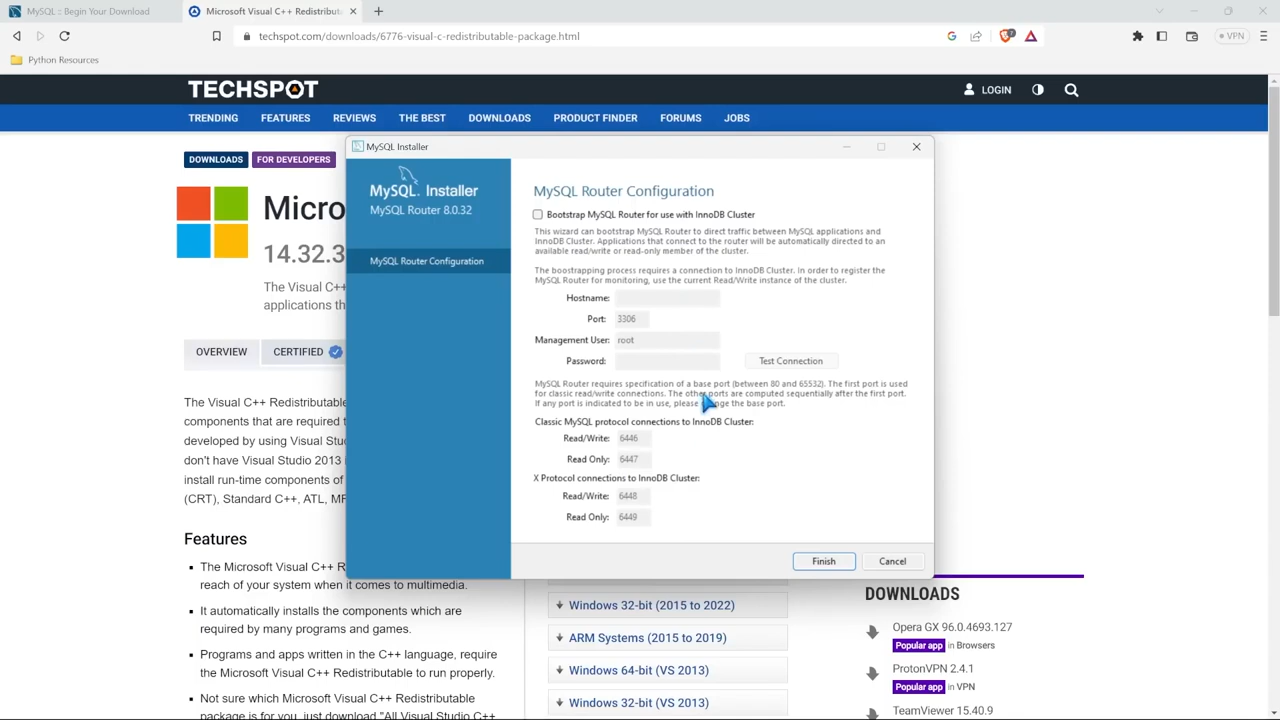 MySQL :: Begin Your Download
Microsoft Visual C++ Redistributa
techspot.com/downloads/6776-visual-c-redistributable-package.html
7
VPN
Python Resources
TECHSPOT
LOGIN
TRENDING
FEATURES
REVIEWS
THE BEST
DOWNLOADS
PRODUCT FINDER
FORUMS
JOBS
DOWNLOADS
FOR DEVELOPERS
Micro
14.32.3
The Visual C++
applications th
OVERVIEW
CERTIFIED
The Visual C++ Redistributable
components that are required t
developed by using Visual Stu
don't have Visual Studio 2013 i
install run-time components of
(CRT), Standard C++, ATL, MF
Features
The Microsoft Visual C++ R
reach of your system when it comes to multimedia.
It automatically installs the components which are
required by many programs and games.
Programs and apps written in the C++ language, require
the Microsoft Visual C++ Redistributable to run properly.
Not sure which Microsoft Visual C++ Redistributable
package is for you, just download "All Visual Studio C++
MySQL Installer
MySQL. Installer
MySQL Router 8.0.32
MySQL Router Configuration
MySQL Router Configuration
Bootstrap MySQL Router for use with InnoDB Cluster
This wizard can bootstrap MySQL Router to direct traffic between MySQL applications and
InnoDB Cluster. Applications that connect to the router will be automatically directed to an
available read/write or read-only member of the cluster.
The boostrapping process requires a connection to InnoDB Cluster. In order to register the
MySQL Router for monitoring, use the current Read/Write instance of the cluster.
Hostname:
Port: 3306
Management User: root
Password:
Test Connection
MySQL Router requires specification of a base port (between 80 and 65532). The first port is used
for classic read/write connections. The other ports are computed sequentially after the first port.
If any port is indicated to be in use, please change the base port.
Classic MySQL protocol connections to InnoDB Cluster:
Read/Write: 6446
Read Only: 6447
X Protocol connections to InnoDB Cluster:
Read/Write: 6448
Read Only: 6449
Finish
Cancel
Windows 32-bit (2015 to 2022)
ARM Systems (2015 to 2019)
Windows 64-bit (VS 2013)
Windows 32-bit (VS 2013)
DOWNLOADS
Opera GX 96.0.4693.127
Popular app in Browsers
ProtonVPN 2.4.1
Popular app in VPN
TeamViewer 15.40.9